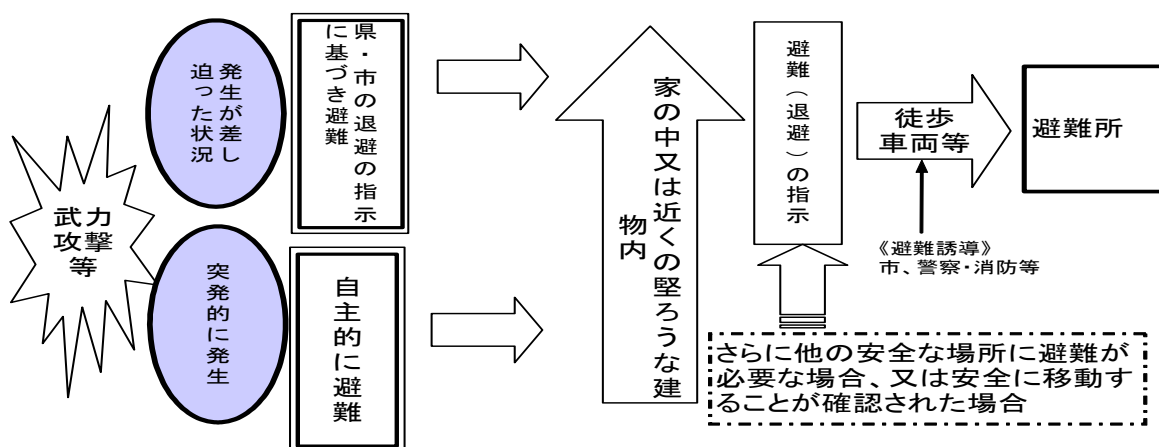 武力
攻撃
等
発生が差し
迫った状況
県・市の退避の指示
に基づき避難
突発的に発生
自主的に避難
家の中又は近くの堅ろうな建
物内
避難(退避)の指示
徒歩
車両等
避難所
《避難誘導》
市、警察・消防等
さらに他の安全な場所に避難が
必要な場合、又は安全に移動す
ることが確認された場合